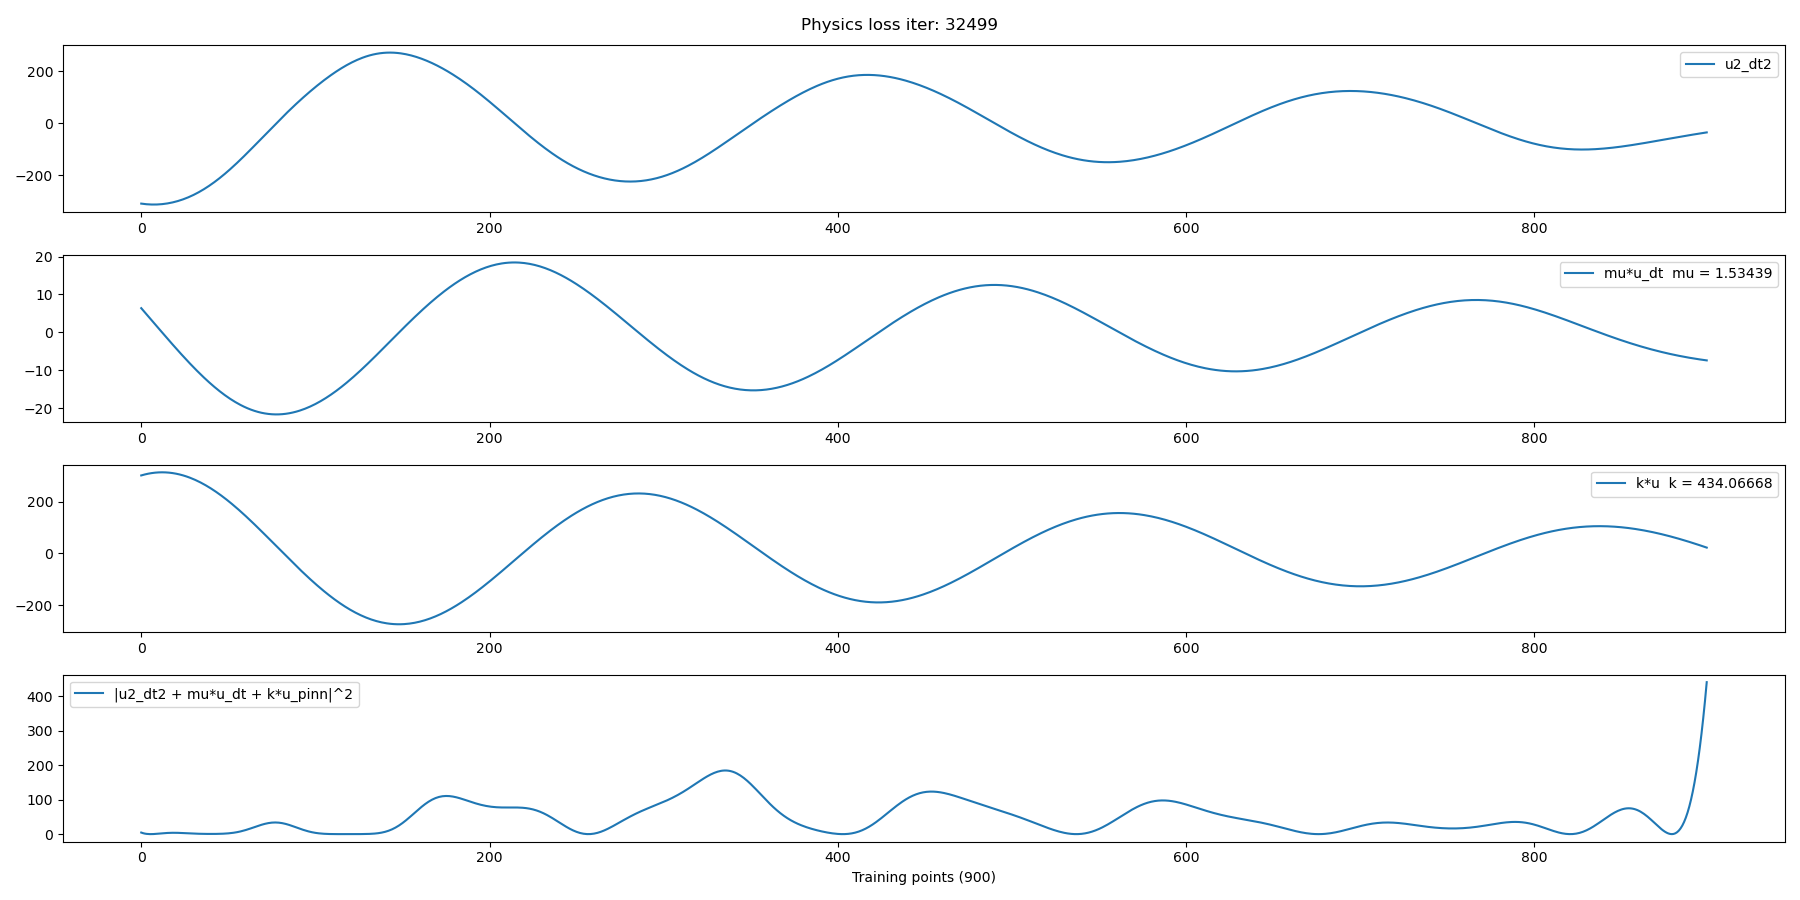 Physics loss iter: 32499
u2_dt2
200
0
−200
0 200 400 600 800
mu*u_dt  mu = 1.53439
20
10
0
−10
−20
0 200 400 600 800
k*u  k = 434.06668
200
0
−200
0 200 400 600 800
|u2_dt2 + mu*u_dt + k*u_pinn|^2
400
300
200
100
0
0 200 400 600 800
Training points (900)